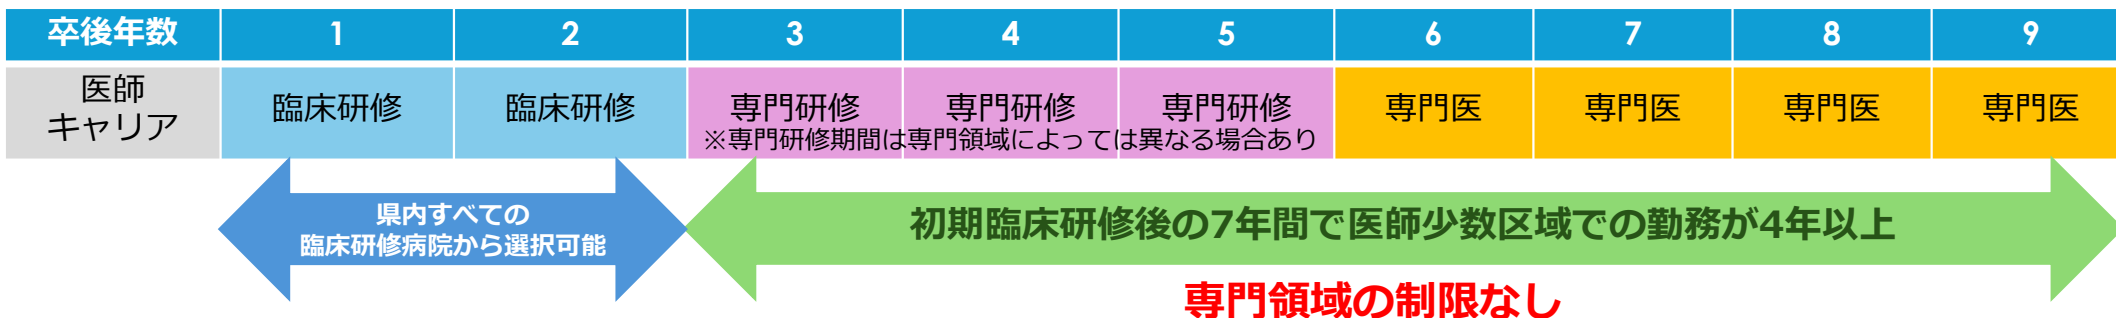 卒後年数 1 2 3 4 5 6 7 8 9
医師
キャリア
臨床研修 臨床研修 専門研修 専門研修 専門研修 専門医 専門医 専門医 専門医
※専門研修期間は専門領域によっては異なる場合あり
県内すべての
臨床研修病院から選択可能
初期臨床研修後の7年間で医師少数区域での勤務が4年以上
専門領域の制限なし